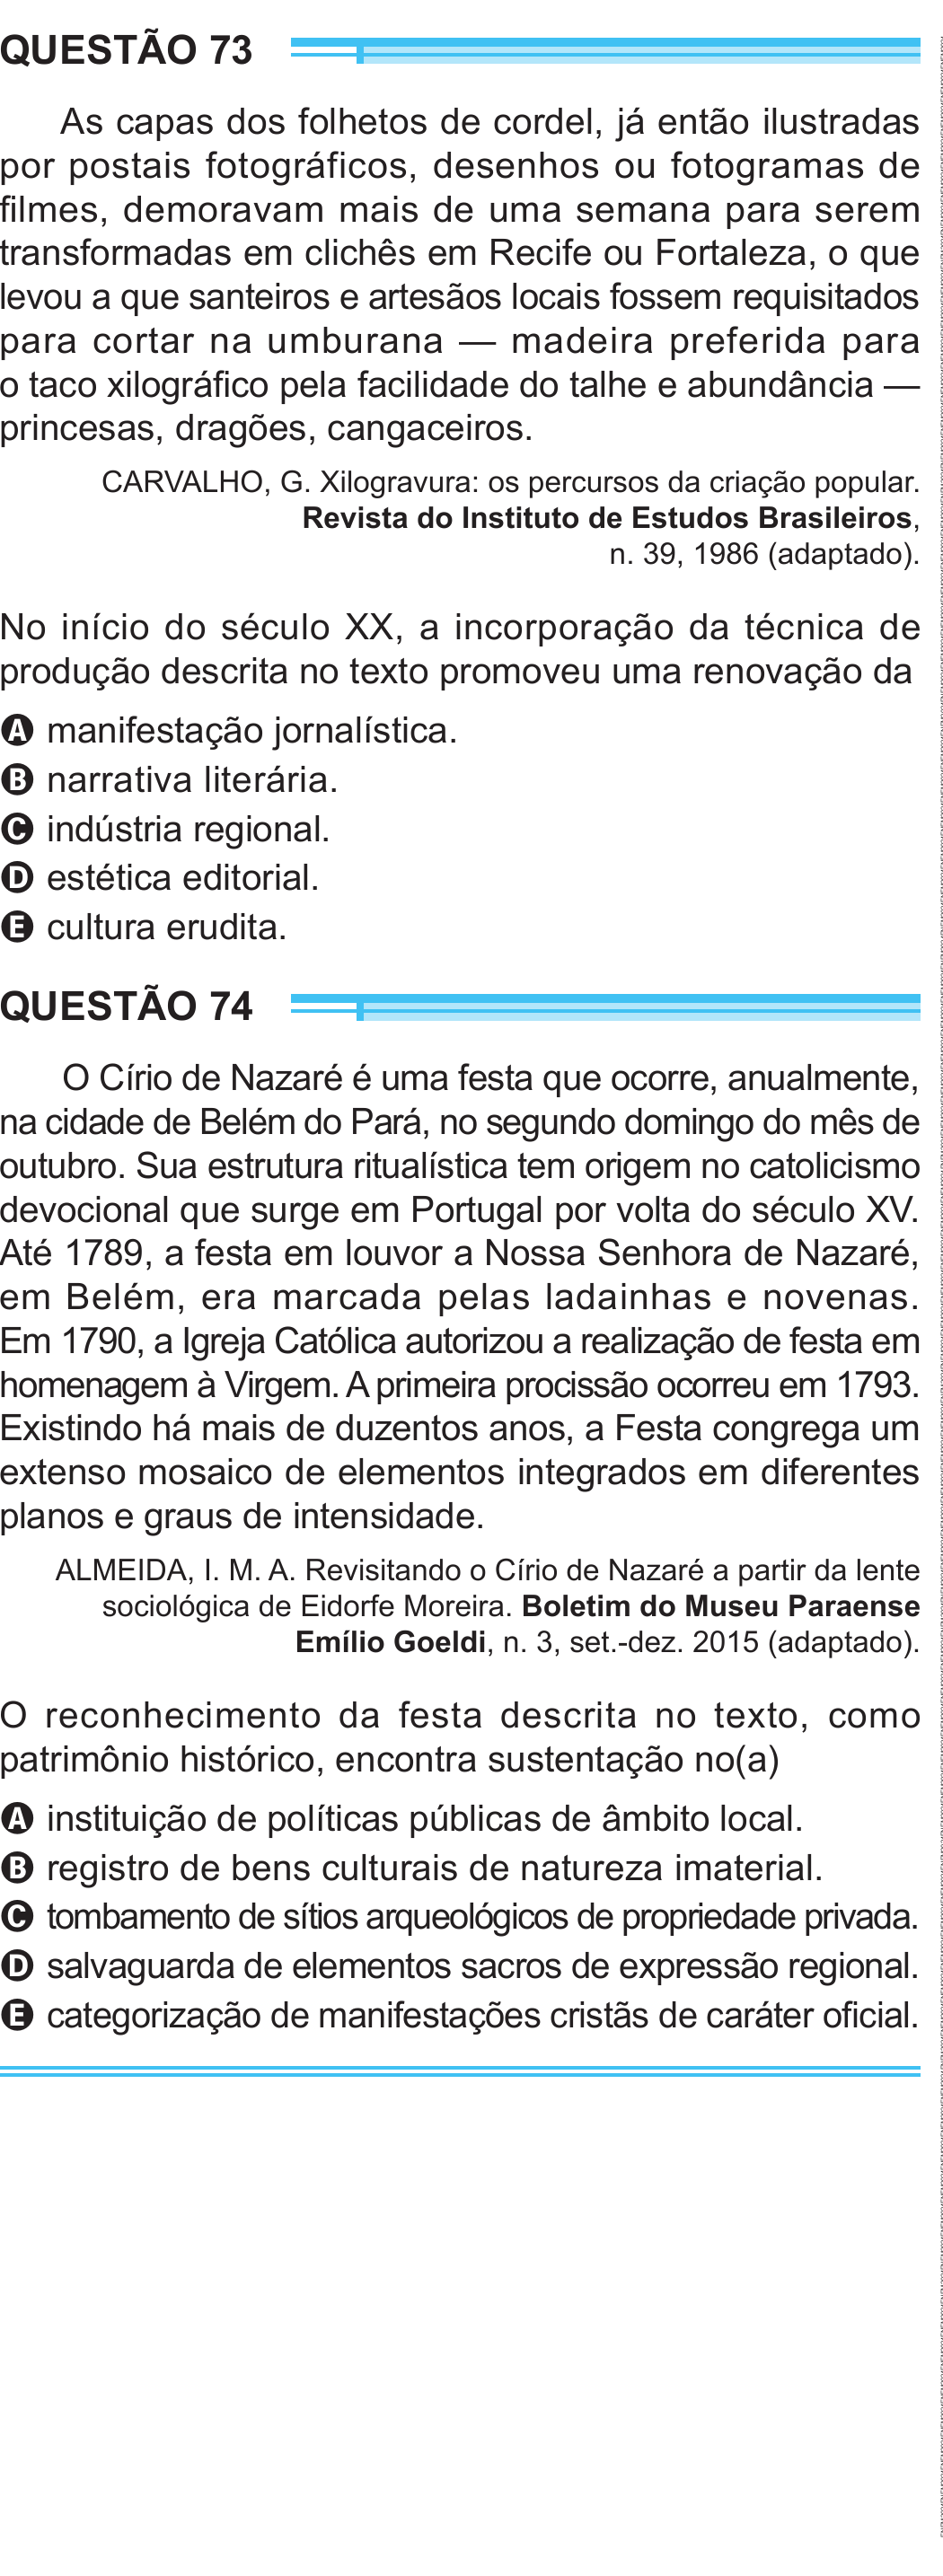 QUESTÃO 73
As capas dos folhetos de cordel, já então ilustradas
por postais fotográficos, desenhos ou fotogramas de
filmes, demoravam mais de uma semana para serem
transformadas em clichês em Recife ou Fortaleza, o que
levou a que santeiros e artesãos locais fossem requisitados
para cortar na umburana — madeira preferida para
o taco xilográfico pela facilidade do talhe e abundância —
princesas, dragões, cangaceiros.
CARVALHO, G. Xilogravura: os percursos da criação popular.
Revista do Instituto de Estudos Brasileiros,
n. 39, 1986 (adaptado).
No início do século XX, a incorporação da técnica de
produção descrita no texto promoveu uma renovação da
A manifestação jornalística.
B narrativa literária.
C indústria regional.
D estética editorial.
E cultura erudita.
QUESTÃO 74
O Círio de Nazaré é uma festa que ocorre, anualmente,
na cidade de Belém do Pará, no segundo domingo do mês de
outubro. Sua estrutura ritualística tem origem no catolicismo
devocional que surge em Portugal por volta do século XV.
Até 1789, a festa em louvor a Nossa Senhora de Nazaré,
em Belém, era marcada pelas ladainhas e novenas.
Em 1790, a Igreja Católica autorizou a realização de festa em
homenagem à Virgem. A primeira procissão ocorreu em 1793.
Existindo há mais de duzentos anos, a Festa congrega um
extenso mosaico de elementos integrados em diferentes
planos e graus de intensidade.
ALMEIDA, I. M. A. Revisitando o Círio de Nazaré a partir da lente
sociológica de Eidorfe Moreira. Boletim do Museu Paraense
Emílio Goeldi, n. 3, set.-dez. 2015 (adaptado).
O reconhecimento da festa descrita no texto, como
patrimônio histórico, encontra sustentação no(a)
A instituição de políticas públicas de âmbito local.
B registro de bens culturais de natureza imaterial.
C tombamento de sítios arqueológicos de propriedade privada.
D salvaguarda de elementos sacros de expressão regional.
E categorização de manifestações cristãs de caráter oficial.